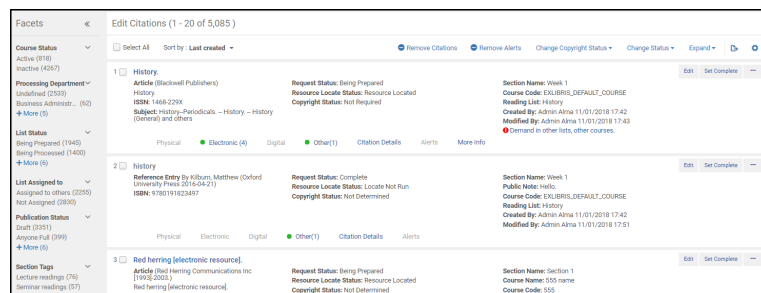 Facets «
Edit Citations (1 - 20 of 5,085 )
Select All Sort by : Last created
Remove Citations Remove Alerts Change Copyright Status Change Status Expand
Course Status
Active (818)
Inactive (4267)
Processing Department
Undefined (2533)
Business Administr... (62)
+ More (5)
List Status
Being Prepared (1945)
Being Processed (1400)
+ More (6)
List Assigned to
Assigned to others (2255)
Not Assigned (2830)
Publication Status
Draft (3351)
Anyone Full (399)
+ More (6)
Section Tags
Lecture readings (76)
Seminar readings (57)
1 History. Edit Set Complete ...
Article (Blackwell Publishers)
History.
ISSN: 1468-229X
Subject: History--Periodicals. -- History. -- History
(General) and others
Request Status: Being Prepared
Resource Locate Status: Resource Located
Copyright Status: Not Required
Section Name: Week 1
Course Code: EXLIBRIS_DEFAULT_COURSE
Reading List: History
Created By: Admin Alma 11/01/2018 17:42
Modified By: Admin Alma 11/01/2018 17:43
Demand in other lists, other courses.
Physical Electronic (4) Digital Other(1) Citation Details Alerts More Info
2 history Edit Set Complete ...
Reference Entry By Kilburn, Matthew (Oxford
University Press 2016-04-21)
ISBN: 9780191823497
Request Status: Complete
Resource Locate Status: Locate Not Run
Copyright Status: Not Determined
Section Name: Week 1
Public Note: Hello.
Course Code: EXLIBRIS_DEFAULT_COURSE
Reading List: History
Created By: Admin Alma 11/01/2018 17:42
Modified By: Admin Alma 11/01/2018 17:51
Physical Electronic Digital Other(1) Citation Details Alerts
3 Red herring [electronic resource]. Edit Set Complete ...
Article (Red Herring Communications Inc
[1993]-2003.)
Red herring [electronic resource].
Request Status: Being Prepared
Resource Locate Status: Resource Located
Copyright Status: Not Determined
Section Name: Section 1
Course Name: 555 name
Course Code: 555